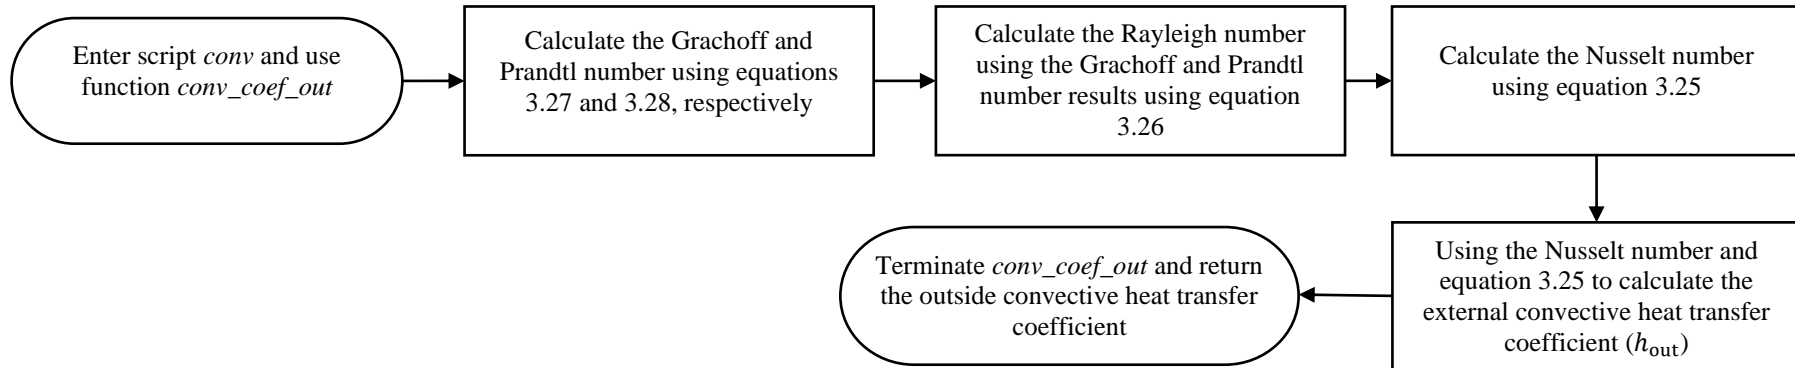 Enter script conv and use
function conv_coef_out
Calculate the Grachoff and
Prandtl number using equations
3.27 and 3.28, respectively
Calculate the Rayleigh number
using the Grachoff and Prandtl
number results using equation
3.26
Calculate the Nusselt number
using equation 3.25
Using the Nusselt number and
equation 3.25 to calculate the
external convective heat transfer
coefficient (h_out)
Terminate conv_coef_out and return
the outside convective heat transfer
coefficient